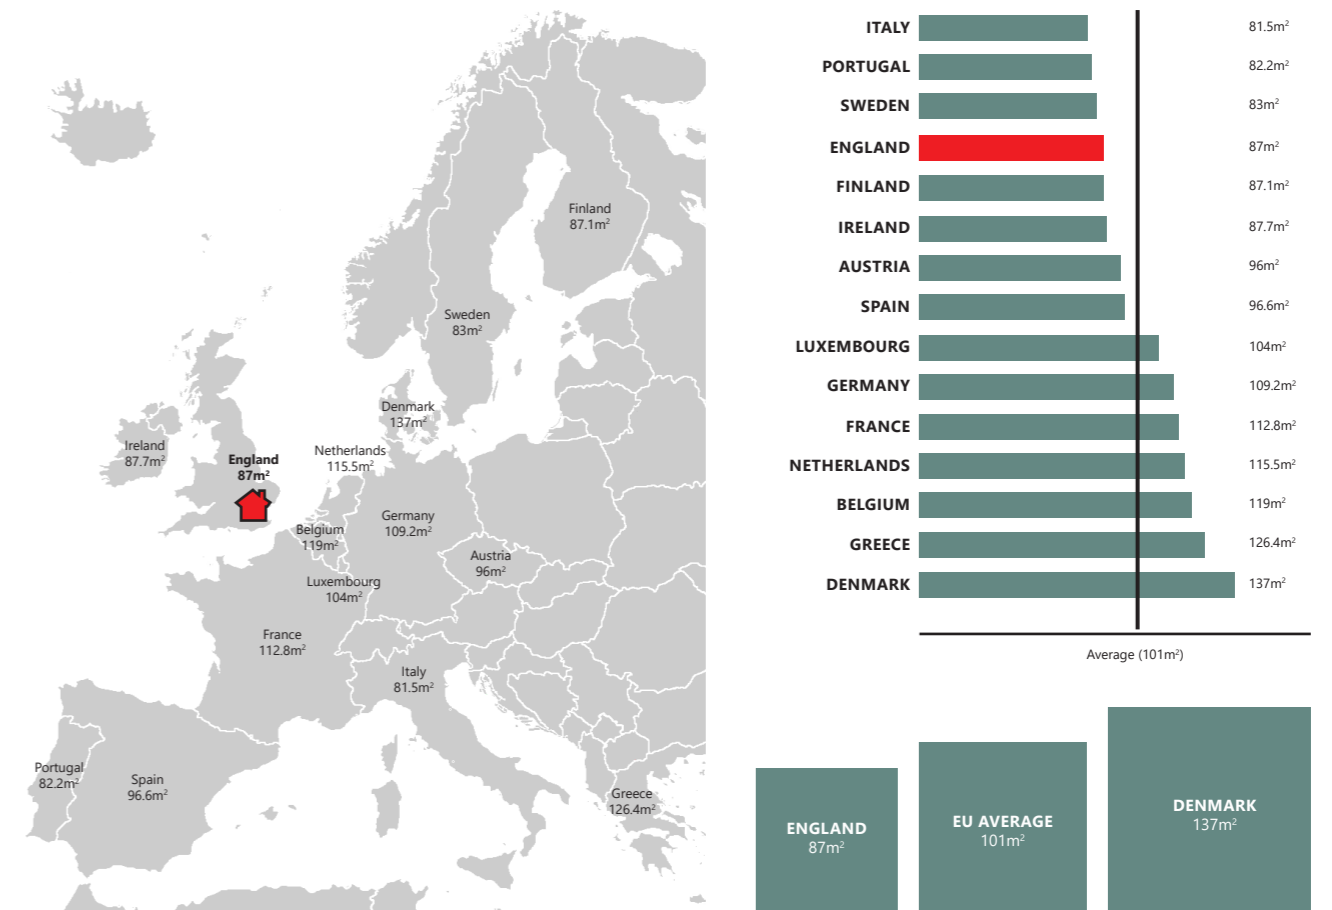 Finland
87.1m²
Sweden
83m²
Denmark
137m²
Ireland
87.7m²
England
87m²
Netherlands
115.5m²
Belgium
119m²
Germany
109.2m²
Austria
96m²
Luxembourg
104m²
France
112.8m²
Italy
81.5m²
Portugal
82.2m²
Spain
96.6m²
Greece
126.4m²
ITALY 81.5m²
PORTUGAL 82.2m²
SWEDEN 83m²
ENGLAND 87m²
FINLAND 87.1m²
IRELAND 87.7m²
AUSTRIA 96m²
SPAIN 96.6m²
LUXEMBOURG 104m²
GERMANY 109.2m²
FRANCE 112.8m²
NETHERLANDS 115.5m²
BELGIUM 119m²
GREECE 126.4m²
DENMARK 137m²
Average (101m²)
ENGLAND
87m²
EU AVERAGE
101m²
DENMARK
137m²